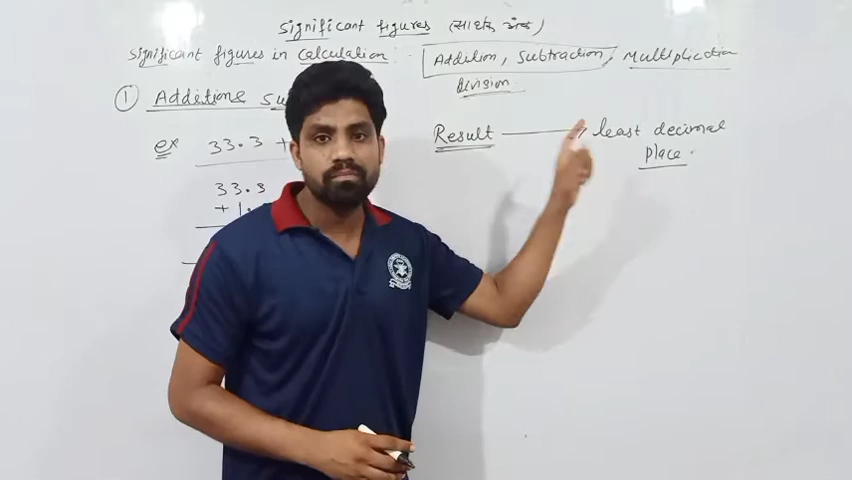 significant figures (सार्थक अंक)
significant figures in calculation - Addition, Subtraction, Multiplication
division
① Additions Su
ex 33.3 +
Result → least decimal
place.
33.3
+ 1.